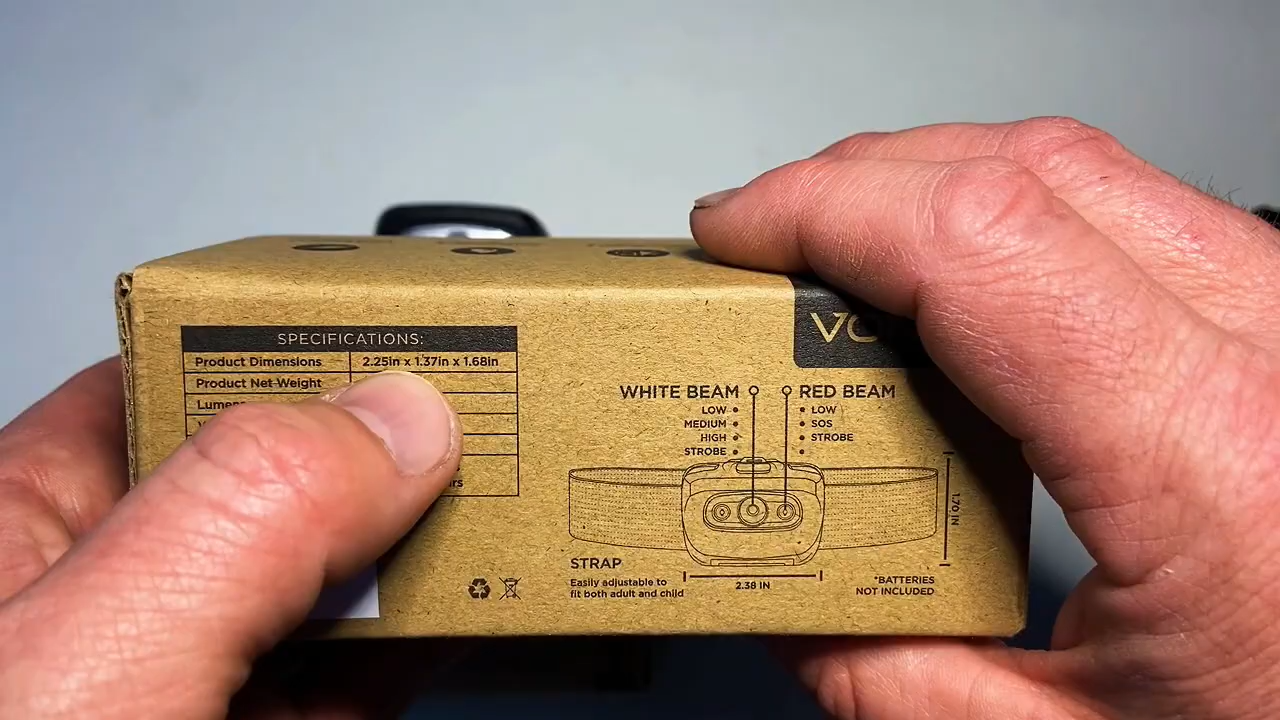 SPECIFICATIONS:
Product Dimensions 2.25in x 1.37in x 1.68in
Product Net Weight
WHITE BEAM
LOW
MEDIUM
HIGH
STROBE
RED BEAM
LOW
SOS
STROBE
1.70 IN
2.38 IN
STRAP
Easily adjustable to
fit both adult and child
*BATTERIES
NOT INCLUDED